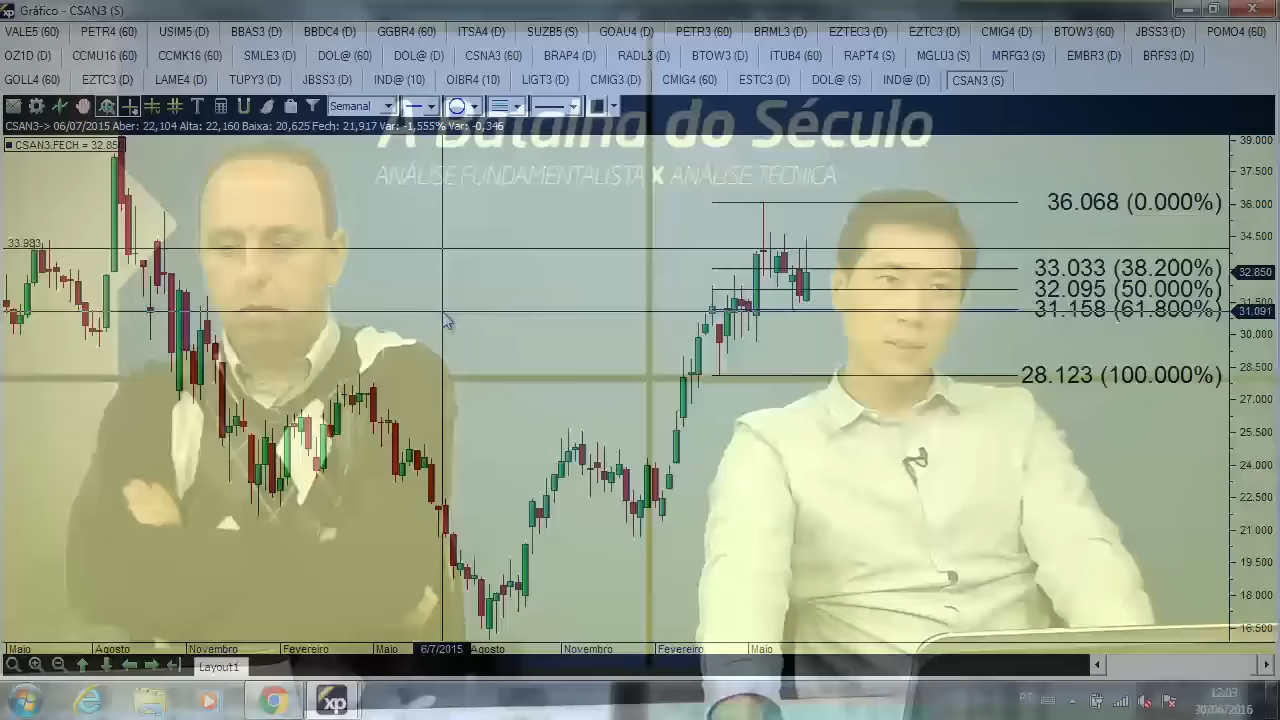 xp Gráfico - CSAN3 (S)
VALE5 (60) PETR4 (60) USIM5 (D) BBAS3 (D) BBDC4 (D) GGBR4 (60) ITSA4 (D) SUZB5 (S) GOAU4 (D) PETR3 (60) BRML3 (D) EZTEC3 (D) EZTC3 (D) CMIG4 (D) BTOW3 (60) JBSS3 (D) POMO4 (60)
OZ1D (D) CCMU16 (60) CCMK16 (60) SMLE3 (D) DOL@ (60) DOL@ (D) CSNA3 (60) BRAP4 (D) RADL3 (D) BTOW3 (D) ITUB4 (60) RAPT4 (S) MGLU3 (S) MRFG3 (S) EMBR3 (D) BRFS3 (D)
GOLL4 (60) EZTC3 (D) LAME4 (D) TUPY3 (D) JBSS3 (D) IND@ (10) OIBR4 (10) LIGT3 (D) CMIG3 (D) CMIG4 (60) ESTC3 (D) DOL@ (S) IND@ (D) CSAN3 (S)
Semanal
CSAN3-> 06/07/2015 Aber: 22,104 Alta: 22,160 Baixa: 20,625 Fech: 21,917 Var: -1,555% Var: -0,346
A Batalha do Século
ANÁLISE FUNDAMENTALISTA X ANÁLISE TÉCNICA
CSAN3.FECH = 32.850
39.000
37.500
36.068 (0.000%)
36.000
33.983
34.500
33.033 (38.200%)
32.850
32.095 (50.000%)
31.158 (61.800%)
31.500
31.091
30.000
28.500
28.123 (100.000%)
27.000
25.500
24.000
22.500
21.000
19.500
18.000
16.500
Maio Agosto Novembro Fevereiro Maio 6/7/2015 Agosto Novembro Fevereiro Maio
Layout1
xp
PT
12:03
30/06/2016